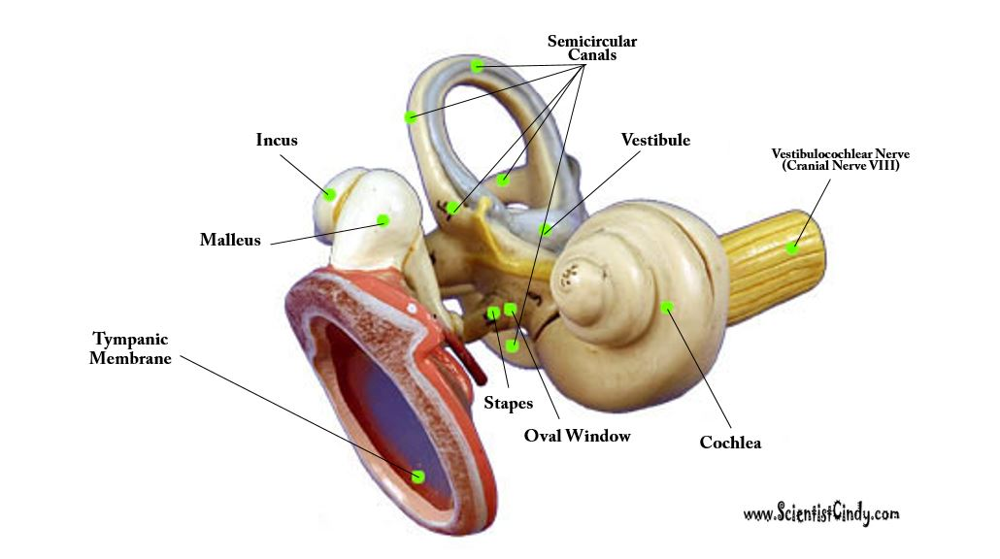 Semicircular
Canals
Incus
Vestibule
Vestibulocochlear Nerve
(Cranial Nerve VIII)
Malleus
Tympanic
Membrane
Stapes
Oval Window
Cochlea
www.ScientistCindy.com